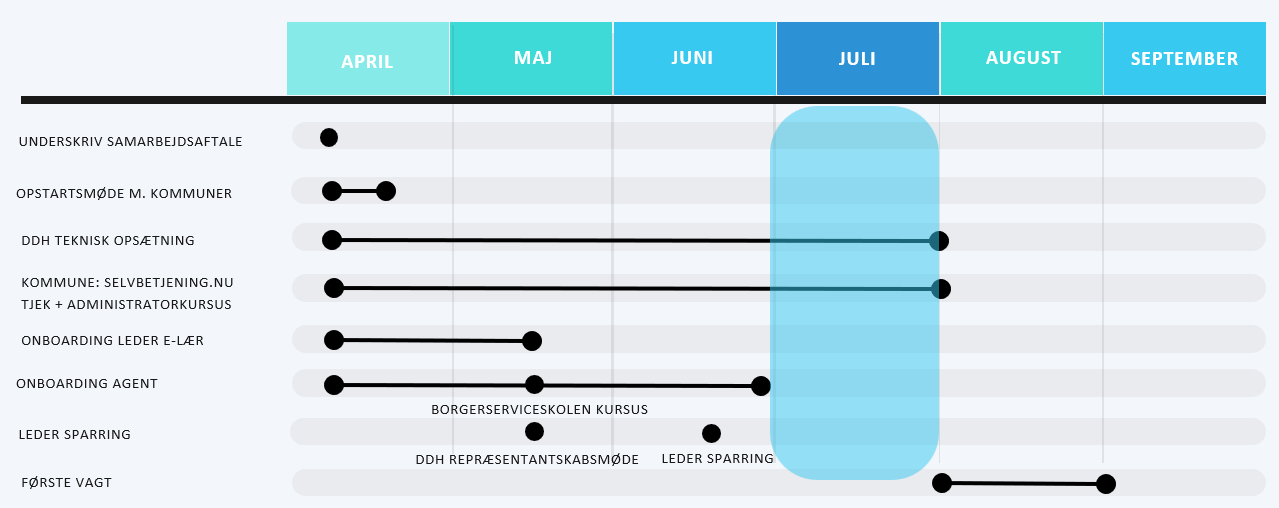 APRIL MAJ JUNI JULI AUGUST SEPTEMBER
UNDERSKRIV SAMARBEJDSAFTALE
OPSTARTSMØDE M. KOMMUNER
DDH TEKNISK OPSÆTNING
KOMMUNE: SELVBETJENING.NU
TJEK + ADMINISTRATORKURSUS
ONBOARDING LEDER E-LÆR
ONBOARDING AGENT
BORGERSERVICESKOLEN KURSUS
LEDER SPARRING
DDH REPRÆSENTANTSKABSMØDE LEDER SPARRING
FØRSTE VAGT